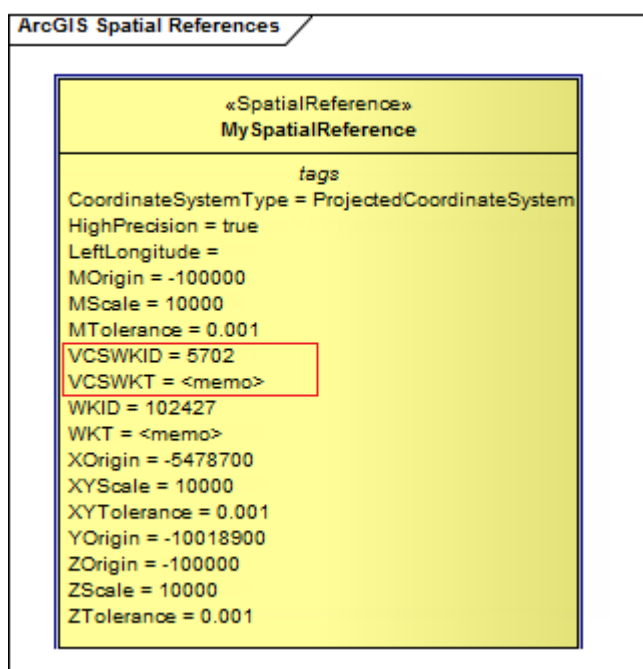 ArcGIS Spatial References
«SpatialReference»
MySpatialReference
tags
CoordinateSystemType = ProjectedCoordinateSystem
HighPrecision = true
LeftLongitude =
MOrigin = -100000
MScale = 10000
MTolerance = 0.001
VCSWKID = 5702
VCSWKT = <memo>
WKID = 102427
WKT = <memo>
XOrigin = -5478700
XYScale = 10000
XYTolerance = 0.001
YOrigin = -10018900
ZOrigin = -100000
ZScale = 10000
ZTolerance = 0.001